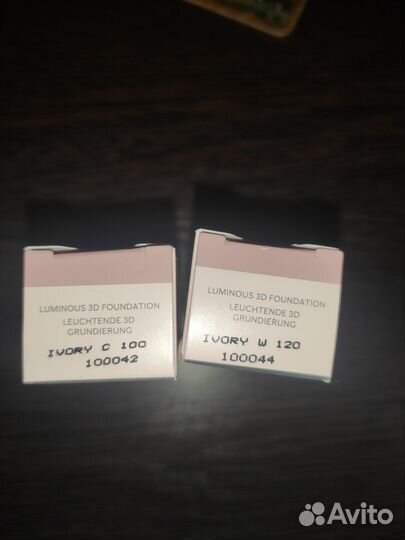 LUMINOUS 3D FOUNDATION
LEUCHTENDE 3D
GRUNDIERUNG
IVORY C 100
100042
LUMINOUS 3D FOUNDATION
LEUCHTENDE 3D
GRUNDIERUNG
IVORY W 120
100044
Avito